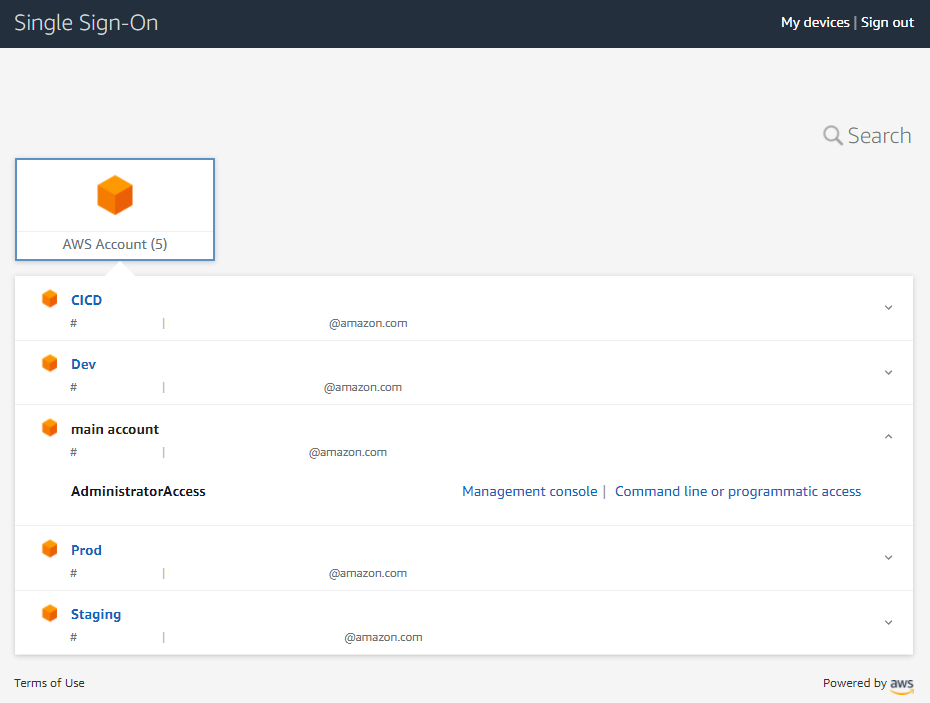 Single Sign-On My devices | Sign out
Search
AWS Account (5)
CICD
# | @amazon.com
Dev
# | @amazon.com
main account
# | @amazon.com
AdministratorAccess Management console | Command line or programmatic access
Prod
# | @amazon.com
Staging
# | @amazon.com
Terms of Use Powered by aws